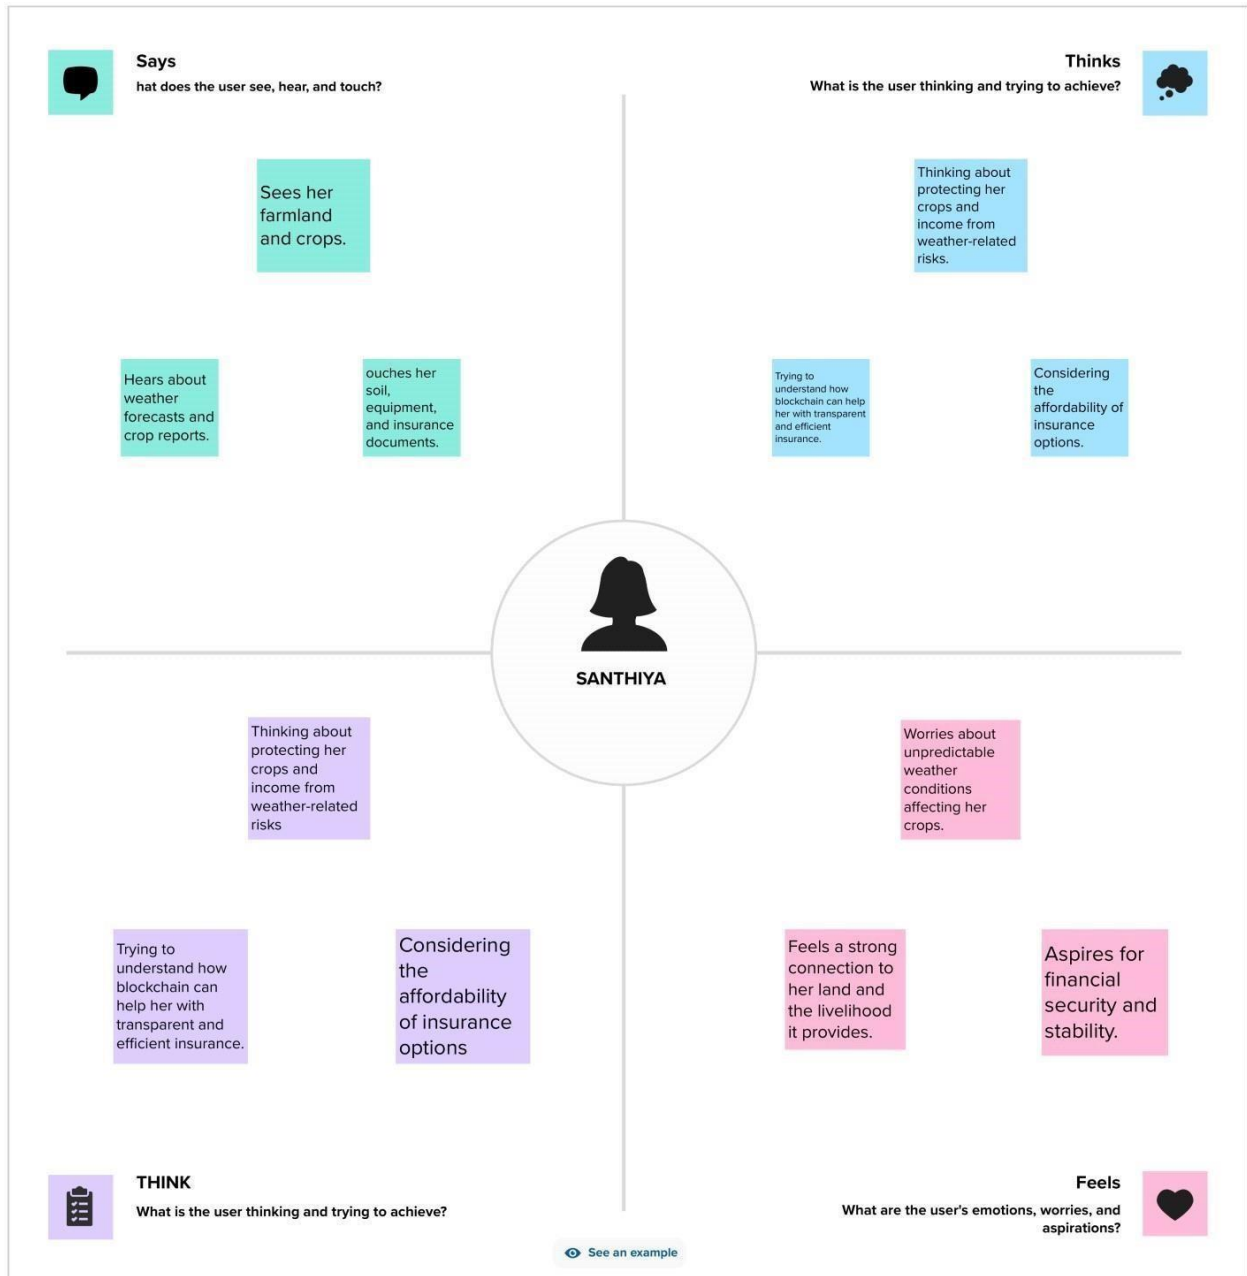 Says
hat does the user see, hear, and touch?
Thinks
What is the user thinking and trying to achieve?
Sees her
farmland
and crops.
Hears about
weather
forecasts and
crop reports.
ouches her
soil,
equipment,
and insurance
documents.
Thinking about
protecting her
crops and
income from
weather-related
risks.
Trying to
understand how
blockchain can help
her with transparent
and efficient
insurance.
Considering
the
affordability of
insurance
options.
SANTHIYA
Thinking about
protecting her
crops and
income from
weather-related
risks
Trying to
understand how
blockchain can
help her with
transparent and
efficient insurance.
Considering
the
affordability
of insurance
options
Worries about
unpredictable
weather
conditions
affecting her
crops.
Feels a strong
connection to
her land and
the livelihood
it provides.
Aspires for
financial
security and
stability.
THINK
What is the user thinking and trying to achieve?
Feels
What are the user's emotions, worries, and
aspirations?
See an example